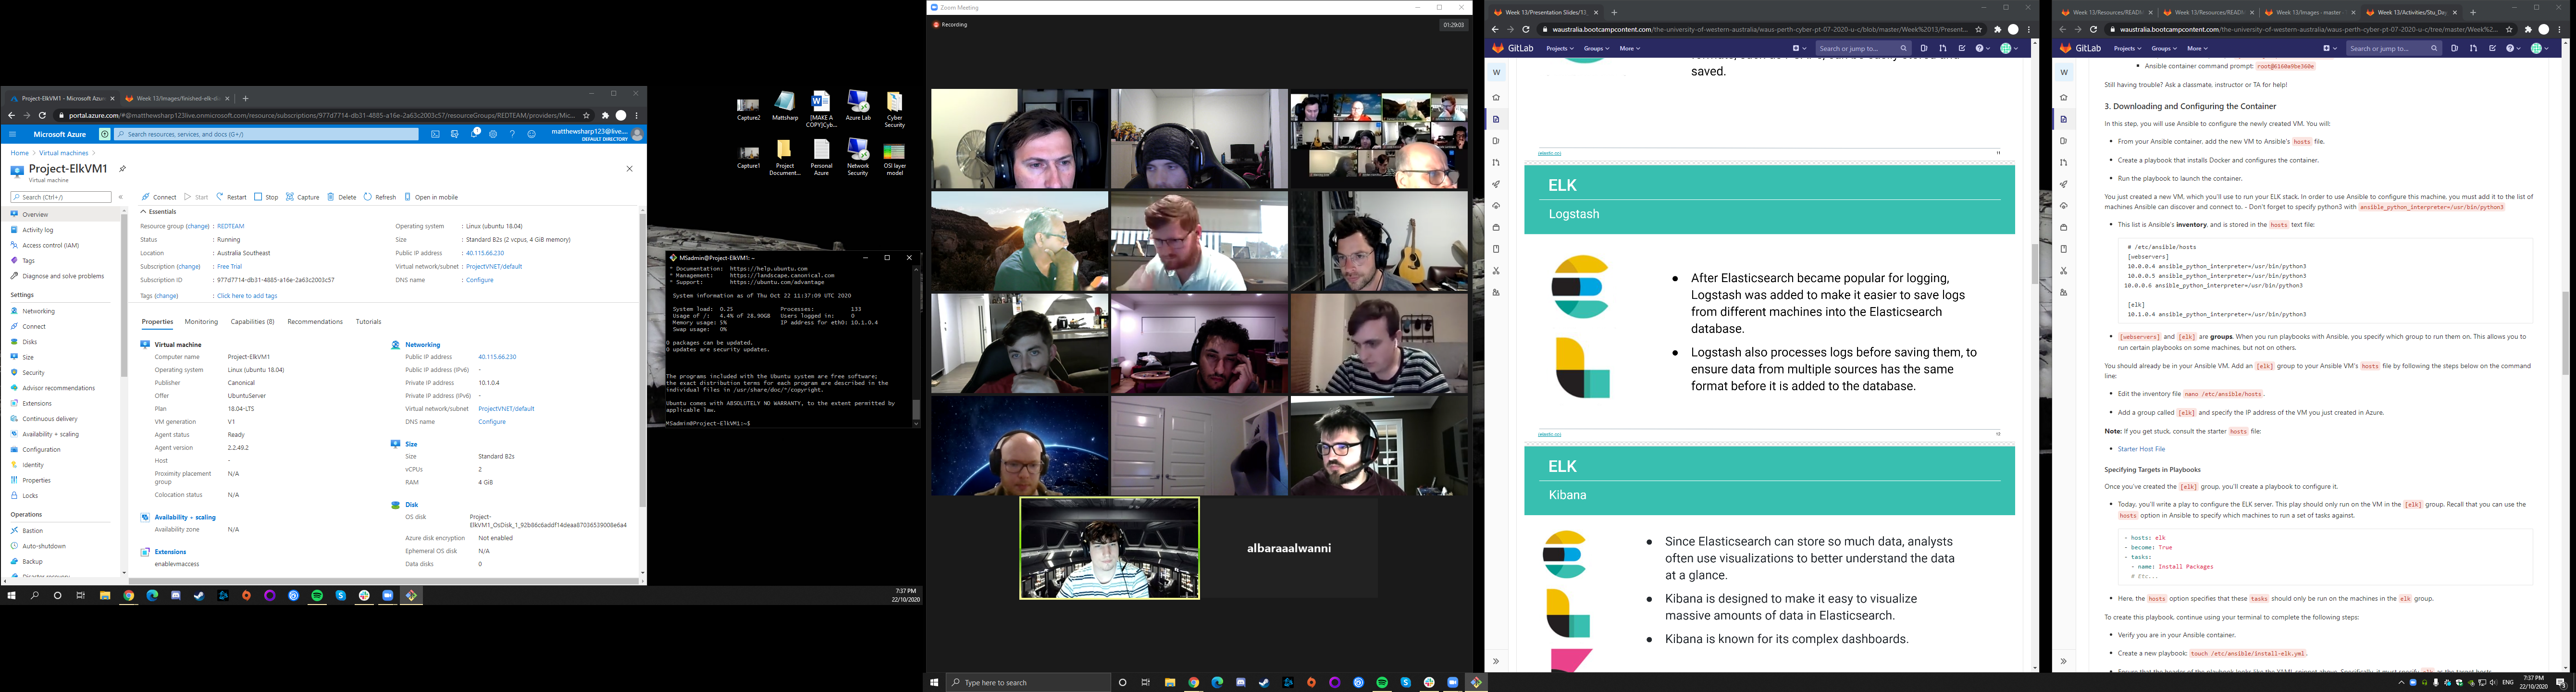 Project-ElkVM1 - Microsoft Azure
Week 13/Images/finished-elk-di
portal.azure.com/#@matthewsharp123live.onmicrosoft.com/resource/subscriptions/977d7714-db31-4885-a16e-2a63c2003c57/resourceGroups/REDTEAM/providers/Mic...
Microsoft Azure
Search resources, services, and docs (G+/)
matthewsharp123@live....
DEFAULT DIRECTORY
Home > Virtual machines >
Project-ElkVM1
Virtual machine
Search (Ctrl+/)
Connect Start Restart Stop Capture Delete Refresh Open in mobile
Overview
Activity log
Access control (IAM)
Tags
Diagnose and solve problems
Settings
Networking
Connect
Disks
Size
Security
Advisor recommendations
Extensions
Continuous delivery
Availability + scaling
Configuration
Identity
Properties
Locks
Operations
Bastion
Auto-shutdown
Backup
Disaster recovery
Essentials
Resource group (change) : REDTEAM
Status : Running
Location : Australia Southeast
Subscription (change) : Free Trial
Subscription ID : 977d7714-db31-4885-a16e-2a63c2003c57
Tags (change) : Click here to add tags
Operating system : Linux (ubuntu 18.04)
Size : Standard B2s (2 vcpus, 4 GiB memory)
Public IP address : 40.115.66.230
Virtual network/subnet : ProjectVNET/default
DNS name : Configure
Properties Monitoring Capabilities (8) Recommendations Tutorials
Virtual machine
Computer name Project-ElkVM1
Operating system Linux (ubuntu 18.04)
Publisher Canonical
Offer UbuntuServer
Plan 18.04-LTS
VM generation V1
Agent status Ready
Agent version 2.2.49.2
Host -
Proximity placement group N/A
Colocation status N/A
Availability + scaling
Availability zone N/A
Extensions
enablevmaccess
Networking
Public IP address 40.115.66.230
Public IP address (IPv6) -
Private IP address 10.1.0.4
Private IP address (IPv6) -
Virtual network/subnet ProjectVNET/default
DNS name Configure
Size
Size Standard B2s
vCPUs 2
RAM 4 GiB
Disk
OS disk Project-
ElkVM1_OsDisk_1_92b86c6addf14deaa87036539008e6a4
Azure disk encryption Not enabled
Ephemeral OS disk N/A
Data disks 0
Capture2
Mattsharp
[MAKE A COPY]Cyb...
Azure Lab
Cyber Security
Capture1
Project Document...
Personal Azure
Network Security
OSI layer model
MSadmin@Project-ElkVM1: ~
* Documentation: https://help.ubuntu.com
* Management: https://landscape.canonical.com
* Support: https://ubuntu.com/advantage
System information as of Thu Oct 22 11:37:09 UTC 2020
System load: 0.25 Processes: 133
Usage of /: 4.4% of 28.90GB Users logged in: 0
Memory usage: 5% IP address for eth0: 10.1.0.4
Swap usage: 0%
0 packages can be updated.
0 updates are security updates.
The programs included with the Ubuntu system are free software;
the exact distribution terms for each program are described in the
individual files in /usr/share/doc/*/copyright.
Ubuntu comes with ABSOLUTELY NO WARRANTY, to the extent permitted by
applicable law.
MSadmin@Project-ElkVM1:~$
7:37 PM
22/10/2020
Zoom Meeting
Recording
01:29:03
albaraaalwanni
Type here to search
Week 13/Presentation Slides/13
waustralia.bootcampcontent.com/the-university-of-western-australia/waus-perth-cyber-pt-07-2020-u-c/blob/master/Week%2013/Present...
GitLab Projects Groups More
Search or jump to...
W
saved.
ELK
Logstash
• After Elasticsearch became popular for logging,
Logstash was added to make it easier to save logs
from different machines into the Elasticsearch
database.
• Logstash also processes logs before saving them, to
ensure data from multiple sources has the same
format before it is added to the database.
ELK
Kibana
• Since Elasticsearch can store so much data, analysts
often use visualizations to better understand the data
at a glance.
• Kibana is designed to make it easy to visualize
massive amounts of data in Elasticsearch.
• Kibana is known for its complex dashboards.
Week 13/Resources/READ
Week 13/Resources/READ
Week 13/Images · master ·
Week 13/Activities/Stu_De
waustralia.bootcampcontent.com/the-university-of-western-australia/waus-perth-cyber-pt-07-2020-u-c/tree/master/Week%2...
GitLab Projects Groups More
Search or jump to...
W
Ansible container command prompt: root@6160a9be360e
Still having trouble? Ask a classmate, instructor or TA for help!
3. Downloading and Configuring the Container
In this step, you will use Ansible to configure the newly created VM. You will:
• From your Ansible container, add the new VM to Ansible's hosts file.
• Create a playbook that installs Docker and configures the container.
• Run the playbook to launch the container.
You just created a new VM, which you'll use to run your ELK stack. In order to use Ansible to configure this machine, you must add it to the list of
machines Ansible can discover and connect to. - Don't forget to specify python3 with ansible_python_interpreter=/usr/bin/python3
• This list is Ansible's inventory, and is stored in the hosts text file:
# /etc/ansible/hosts
[webservers]
10.0.0.4 ansible_python_interpreter=/usr/bin/python3
10.0.0.5 ansible_python_interpreter=/usr/bin/python3
10.0.0.6 ansible_python_interpreter=/usr/bin/python3
[elk]
10.1.0.4 ansible_python_interpreter=/usr/bin/python3
• [webservers] and [elk] are groups. When you run playbooks with Ansible, you specify which group to run them on. This allows you to
run certain playbooks on some machines, but not on others.
You should already be in your Ansible VM. Add an [elk] group to your Ansible VM's hosts file by following the steps below on the command
line:
• Edit the inventory file nano /etc/ansible/hosts.
• Add a group called [elk] and specify the IP address of the VM you just created in Azure.
Note: If you get stuck, consult the starter hosts file:
• Starter Host File
Specifying Targets in Playbooks
Once you've created the [elk] group, you'll create a playbook to configure it.
• Today, you'll write a play to configure the ELK server. This play should only run on the VM in the [elk] group. Recall that you can use the
hosts option in Ansible to specify which machines to run a set of tasks against.
- hosts: elk
- become: True
- tasks:
- name: Install Packages
# Etc...
• Here, the hosts option specifies that these tasks should only be run on the machines in the elk group.
To create this playbook, continue using your terminal to complete the following steps:
• Verify you are in your Ansible container.
• Create a new playbook: touch /etc/ansible/install-elk.yml.
ENG
7:37 PM
22/10/2020